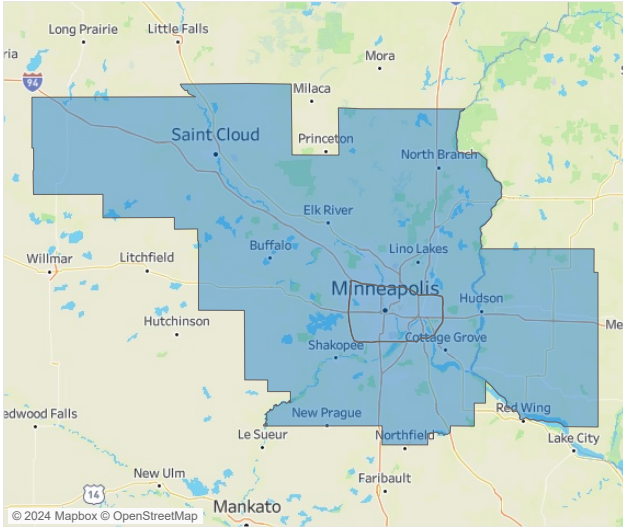 Long Prairie
Little Falls
ria
Mora
94
Milaca
Saint Cloud
Princeton
North Branch
Elk River
Buffalo
Lino Lakes
Willmar
Litchfield
Minneapolis
Hudson
Hutchinson
Me
Shakopee
Cottage Grove
edwood Falls
New Prague
Red Wing
Le Sueur
Northfield
Lake City
New Ulm
Faribault
14
Mankato
© 2024 Mapbox © OpenStreetMap